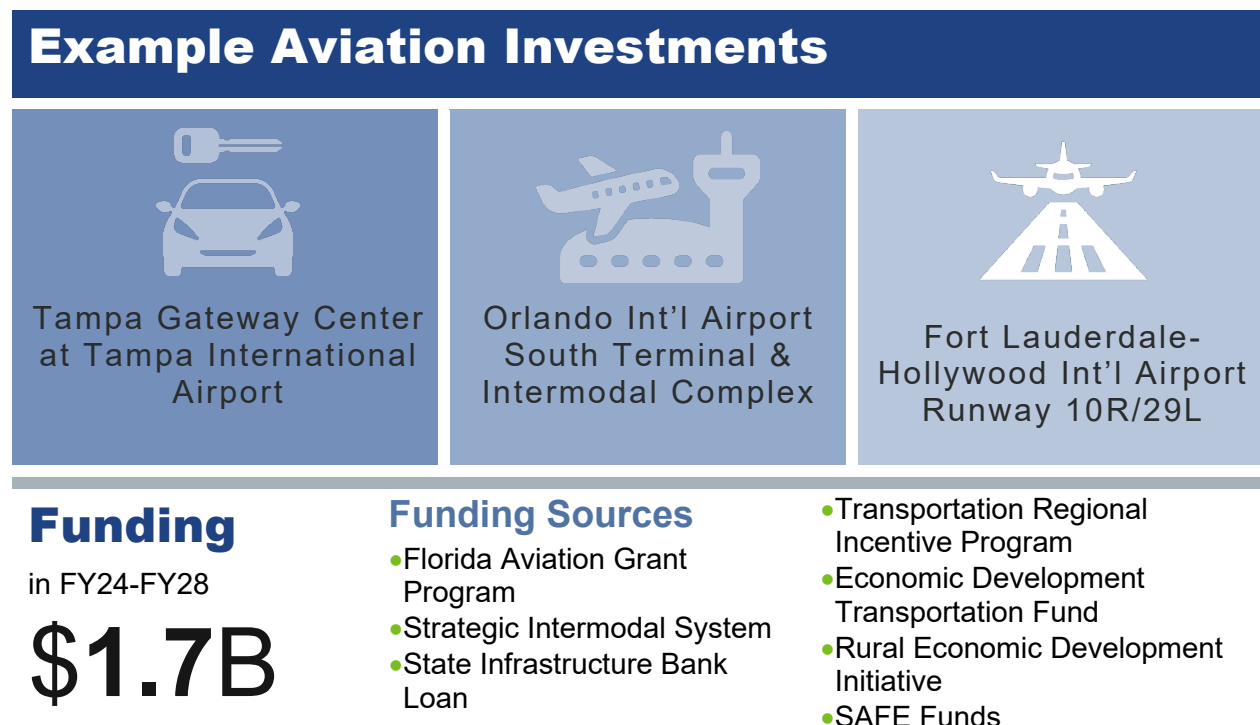 Example Aviation Investments
Tampa Gateway Center
at Tampa International
Airport
Orlando Int’l Airport
South Terminal &
Intermodal Complex
Fort Lauderdale-
Hollywood Int’l Airport
Runway 10R/29L
Funding
in FY24-FY28
$1.7B
Funding Sources
•Florida Aviation Grant
Program
•Strategic Intermodal System
•State Infrastructure Bank
Loan
•Transportation Regional
Incentive Program
•Economic Development
Transportation Fund
•Rural Economic Development
Initiative
•SAFE Funds